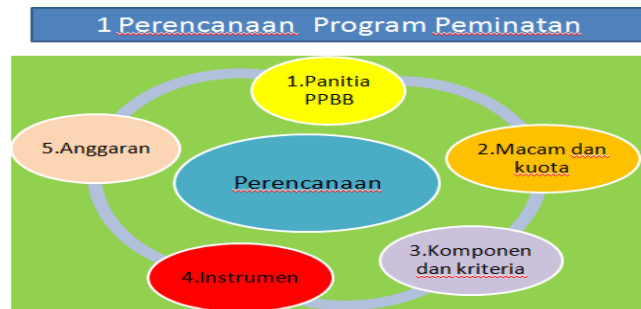 1 Perencanaan Program Peminatan
1.Panitia
PPBB
2.Macam dan
kuota
3.Komponen
dan kriteria
4.Instrumen
5.Anggaran
Perencanaan